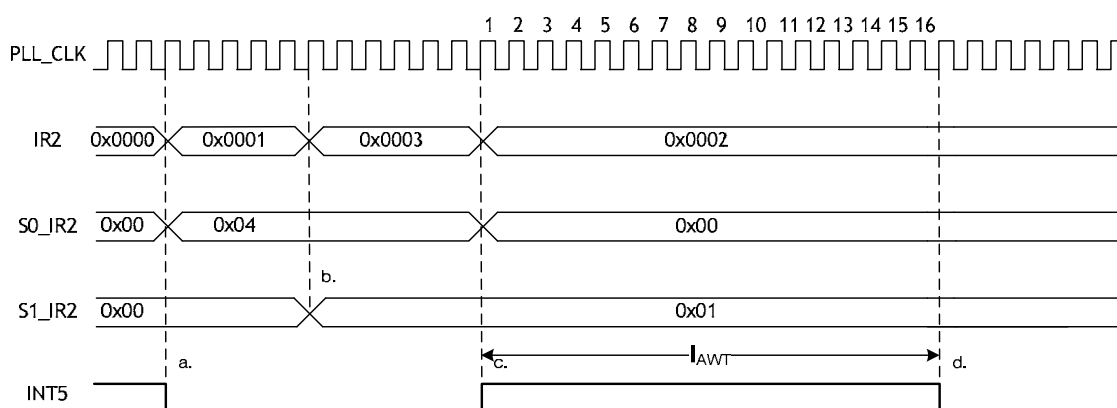 1 2 3 4 5 6 7 8 9 10 11 12 13 14 15 16
PLL_CLK
IR2 0x0000 0x0001 0x0003 0x0002
S0_IR2 0x00 0x04 0x00
b.
S1_IR2 0x00 0x01
a. c. IAWT d.
INT5